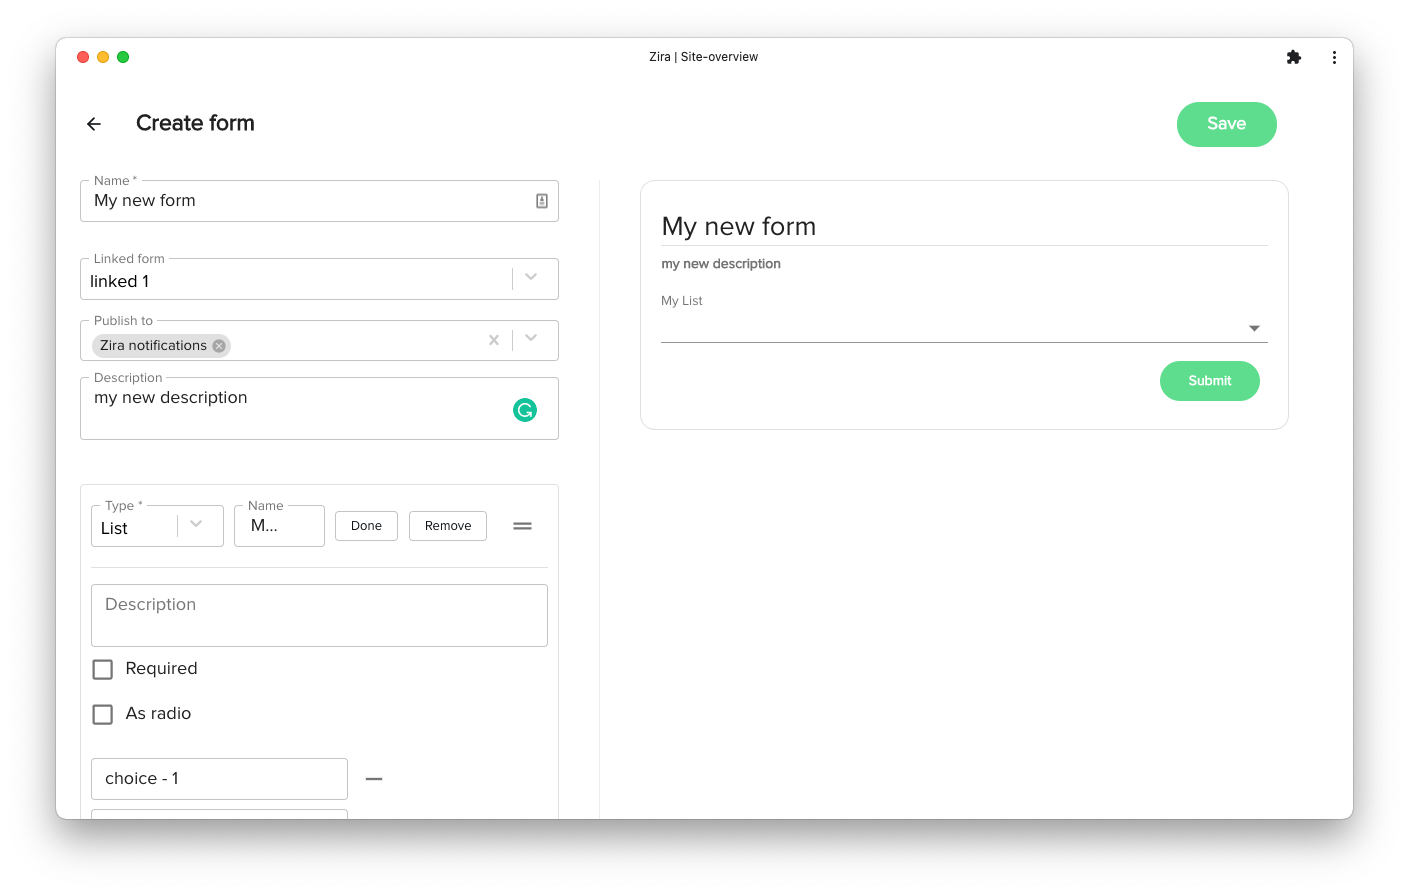 Zira | Site-overview
Create form
Save
Name *
My new form
Linked form
linked 1
Publish to
Zira notifications
Description
my new description
Type *
List
Name
M...
Done
Remove
Description
Required
As radio
choice - 1
My new form
my new description
My List
Submit